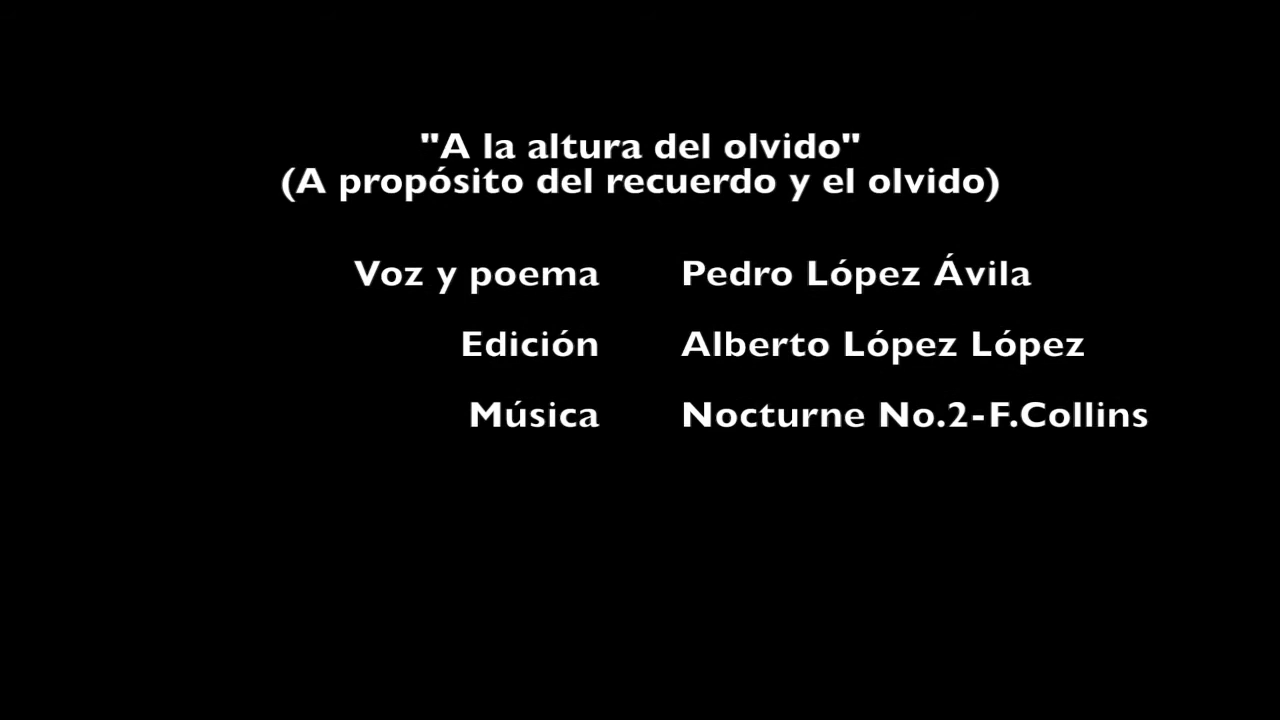 "A la altura del olvido"
(A propósito del recuerdo y el olvido)
Voz y poema Pedro López Ávila
Edición Alberto López López
Música Nocturne No.2-F.Collins